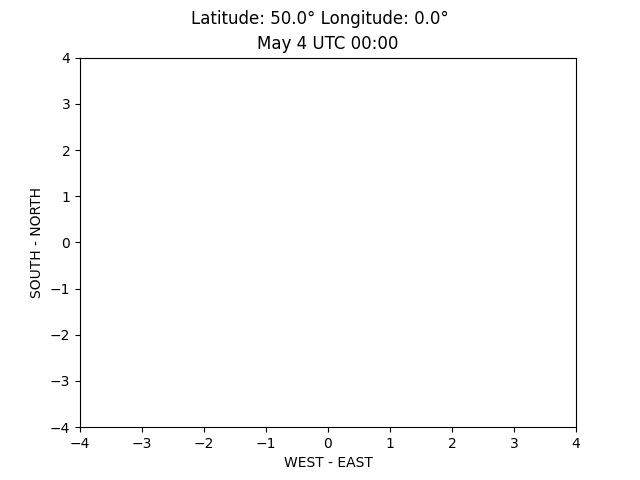 Latitude: 50.0° Longitude: 0.0°
May 4 UTC 00:00
4
3
2
1
0
−1
−2
−3
−4
SOUTH - NORTH
−4 −3 −2 −1 0 1 2 3 4
WEST - EAST